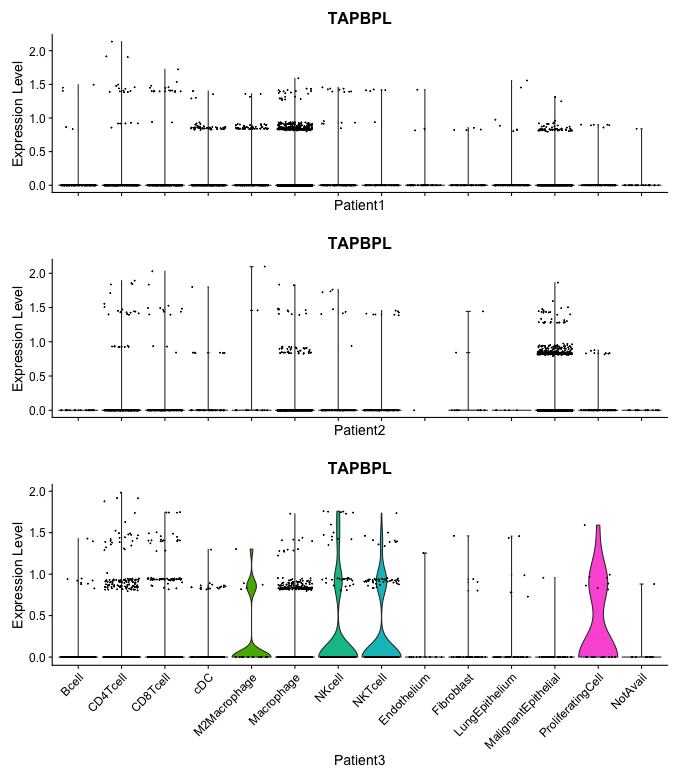 TAPBPL
Expression Level
2.0
1.5
1.0
0.5
0.0
Patient1
TAPBPL
Expression Level
2.0
1.5
1.0
0.5
0.0
Patient2
TAPBPL
Expression Level
2.0
1.5
1.0
0.5
0.0
Bcell
CD4Tcell
CD8Tcell
cDC
M2Macrophage
Macrophage
NKcell
NKTcell
Endothelium
Fibroblast
LungEpithelium
MalignantEpithelial
ProliferatingCell
NotAvail
Patient3